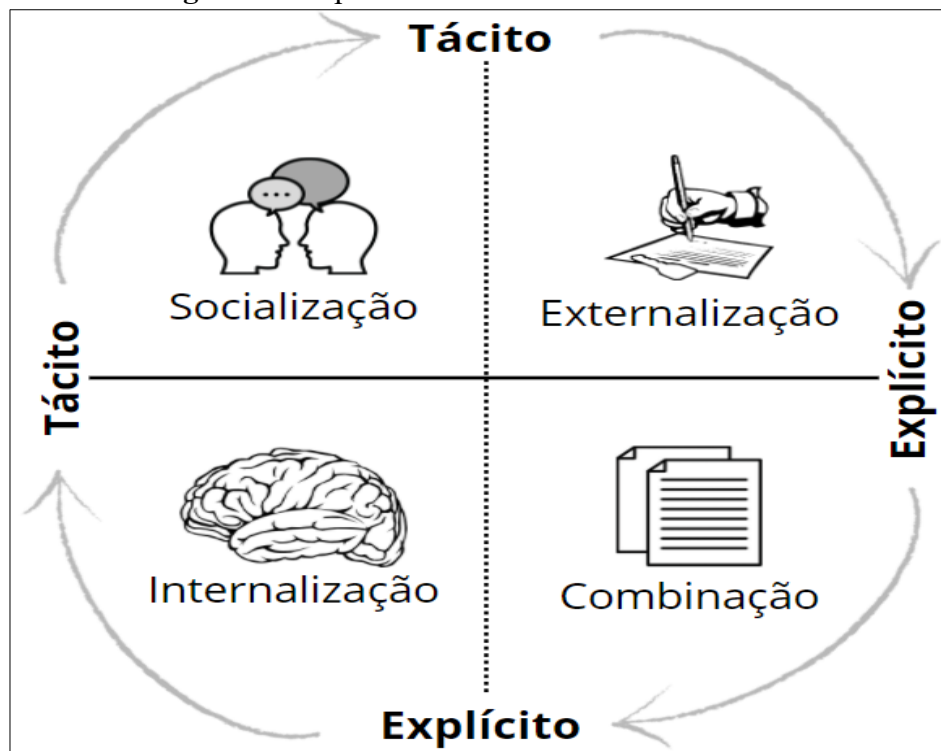 Tácito
Socialização
Externalização
Tácito
Explícito
Internalização
Combinação
Explícito